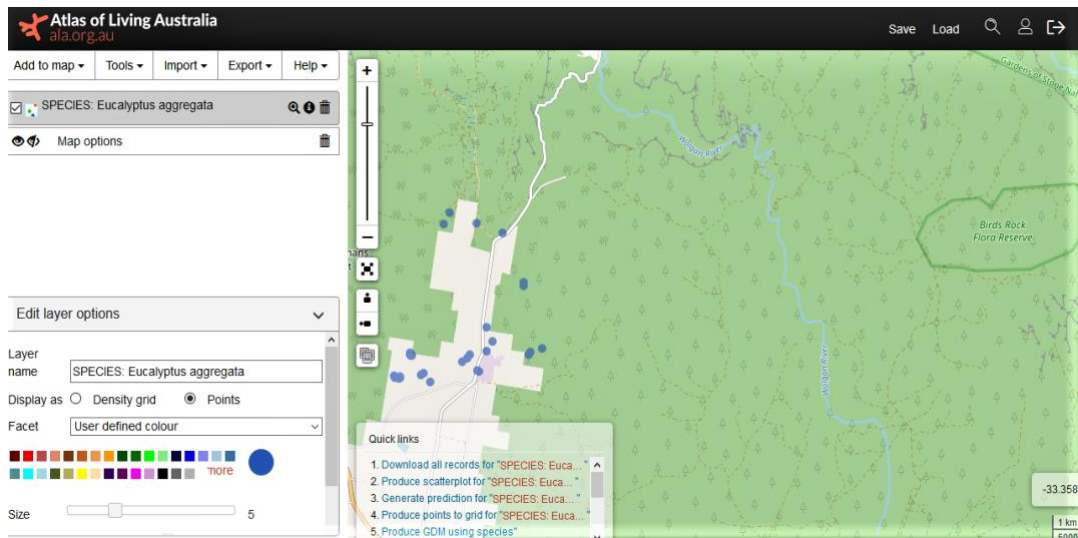 Atlas of Living Australia
ala.org.au
Save Load
Add to map Tools Import Export Help
SPECIES: Eucalyptus aggregata
Map options
Edit layer options
Layer name SPECIES: Eucalyptus aggregata
Display as Density grid Points
Facet User defined colour
more
Size 5
Wolgan River
Birds Rock
Flora Reserve
Wolgan River
Quick links
1. Download all records for "SPECIES: Euca... "
2. Produce scatterplot for "SPECIES: Euca... "
3. Generate prediction for "SPECIES: Euca... "
4. Produce points to grid for "SPECIES: Euca... "
5. Produce GDM using species"
-33.358
1 km